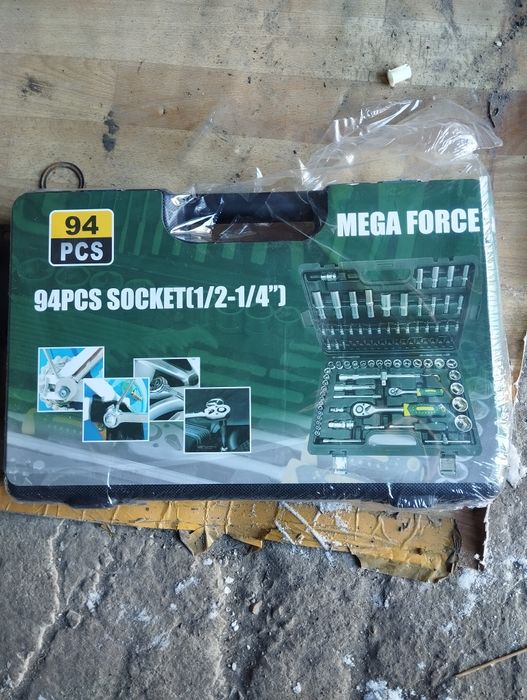 94
PCS
MEGA FORCE
94PCS SOCKET(1/2-1/4")